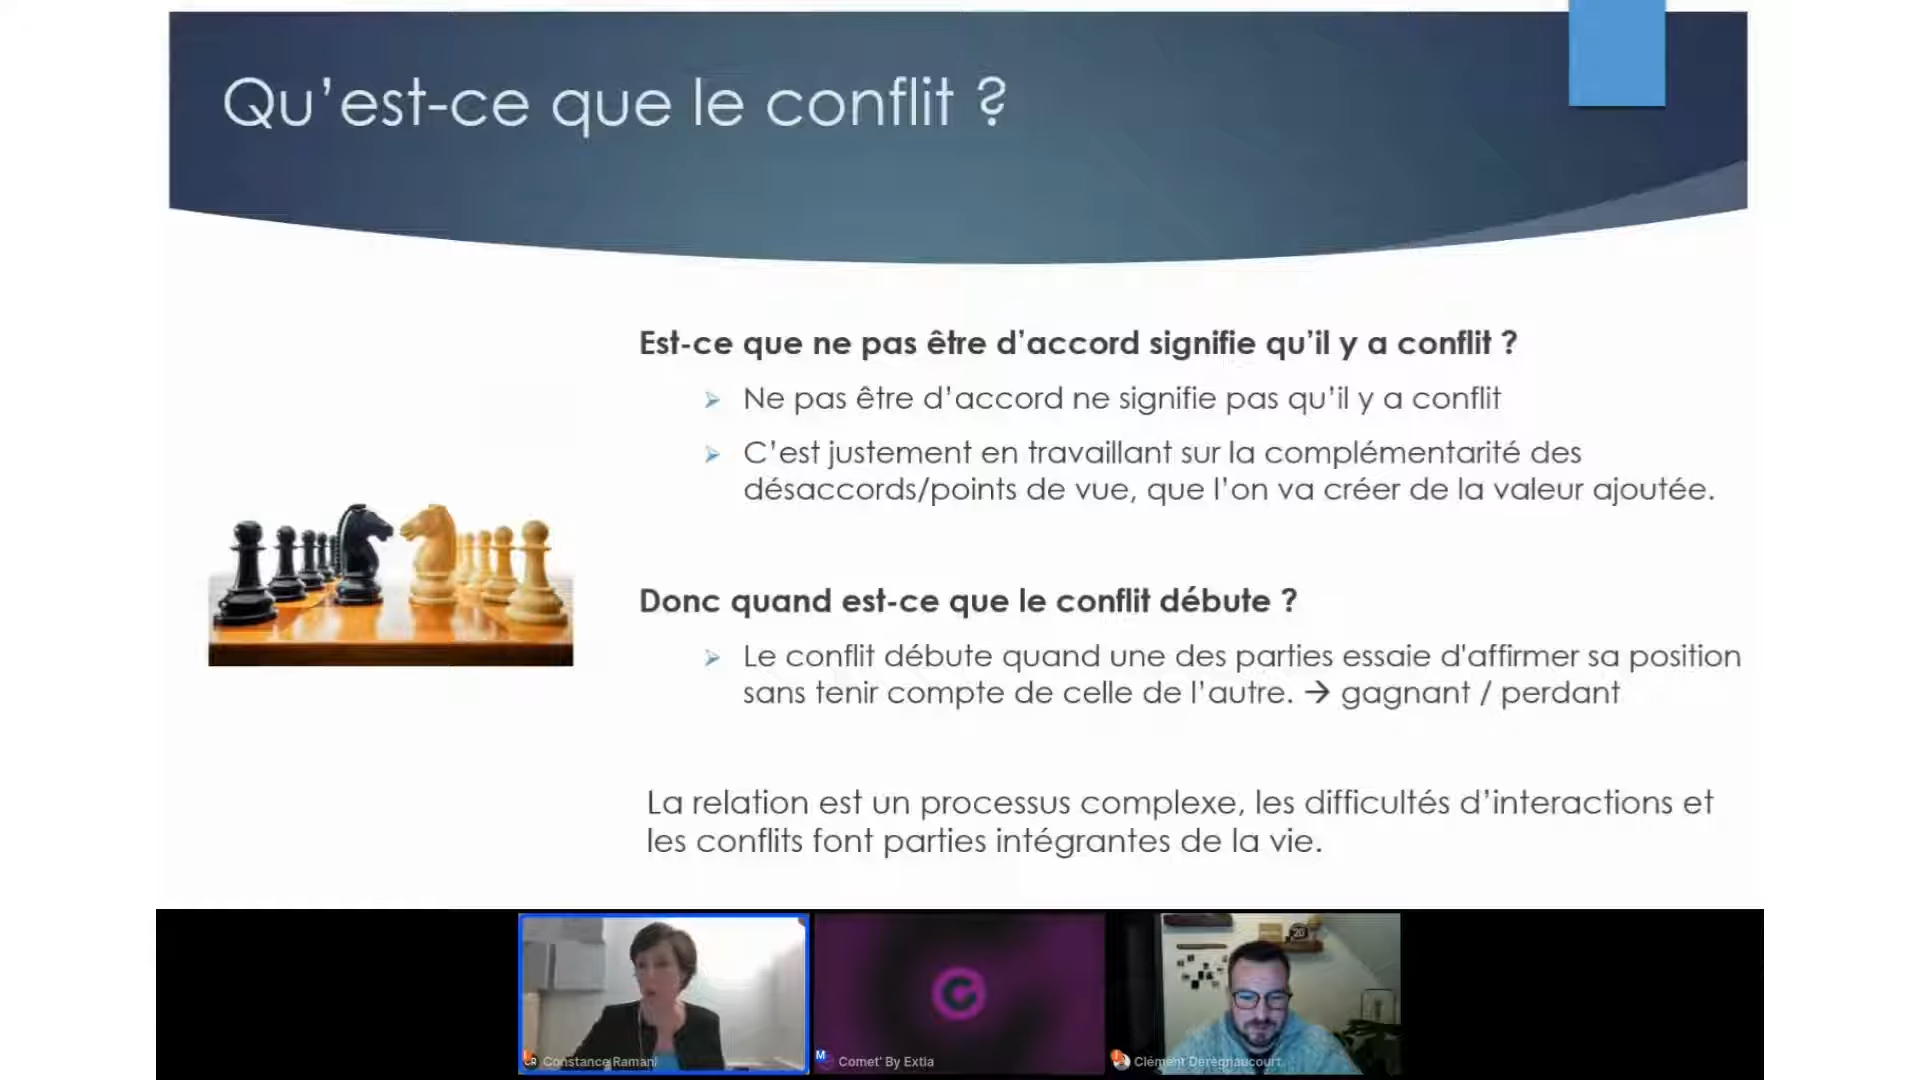 Qu’est-ce que le conflit ?
Est-ce que ne pas être d’accord signifie qu’il y a conflit ?
Ne pas être d’accord ne signifie pas qu’il y a conflit
C’est justement en travaillant sur la complémentarité des
désaccords/points de vue, que l’on va créer de la valeur ajoutée.
Donc quand est-ce que le conflit débute ?
Le conflit débute quand une des parties essaie d'affirmer sa position
sans tenir compte de celle de l’autre. → gagnant / perdant
La relation est un processus complexe, les difficultés d’interactions et
les conflits font parties intégrantes de la vie.
20
CR Constance Ramani
M Comet' By Extia
Clément Deregnaucourt